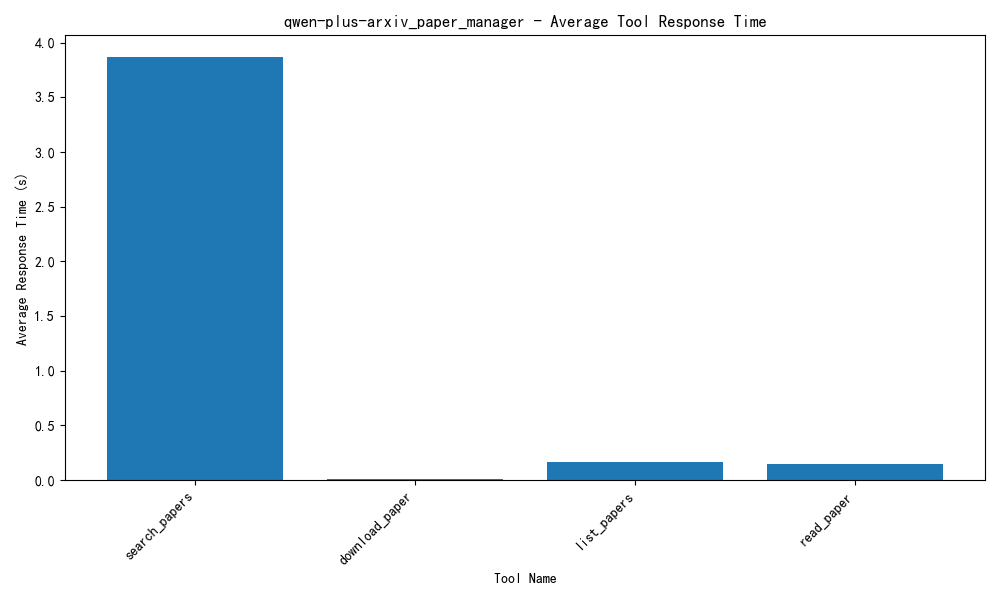 qwen-plus-arxiv_paper_manager - Average Tool Response Time
Average Response Time (s)
4.0
3.5
3.0
2.5
2.0
1.5
1.0
0.5
0.0
search_papers
download_paper
list_papers
read_paper
Tool Name